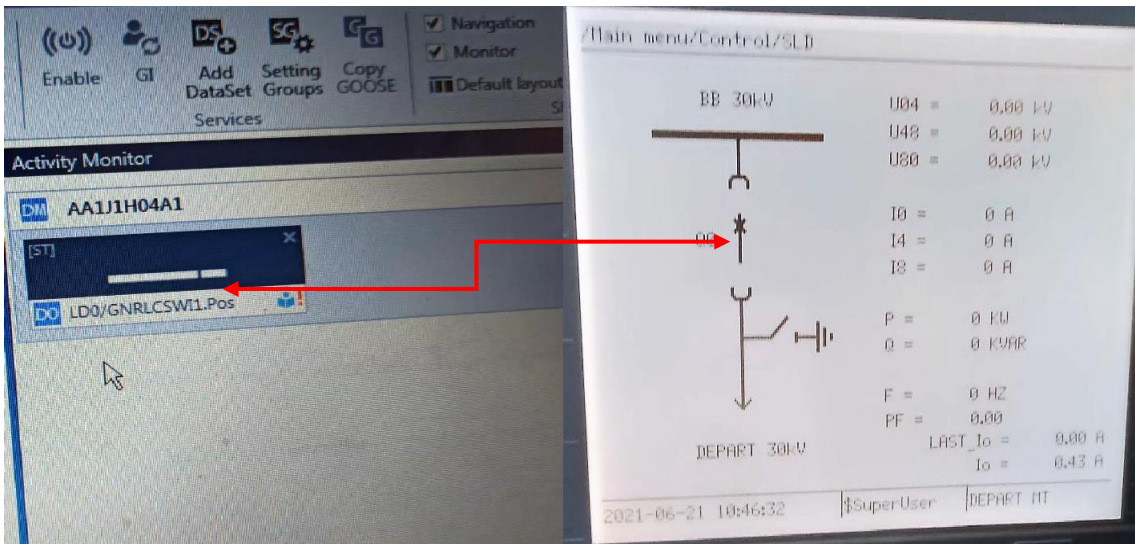 Enable
GI
Add DataSet
Setting Groups
Copy GOOSE
Services
Navigation
Monitor
Default layout
Activity Monitor
DM AA1J1H04A1
[ST]
DO LD0/GNRLCSWI1.Pos
/Main menu/Control/SLD
BB 30kV
U04 = 0.00 kV
U48 = 0.00 kV
U80 = 0.00 kV
I0 = 0 A
I4 = 0 A
I8 = 0 A
P = 0 KW
Q = 0 KVAR
F = 0 HZ
PF = 0.00
LAST_Io = 0.00 A
Io = 0.43 A
DEPART 30kV
2021-06-21 10:46:32
$SuperUser
DEPART MT